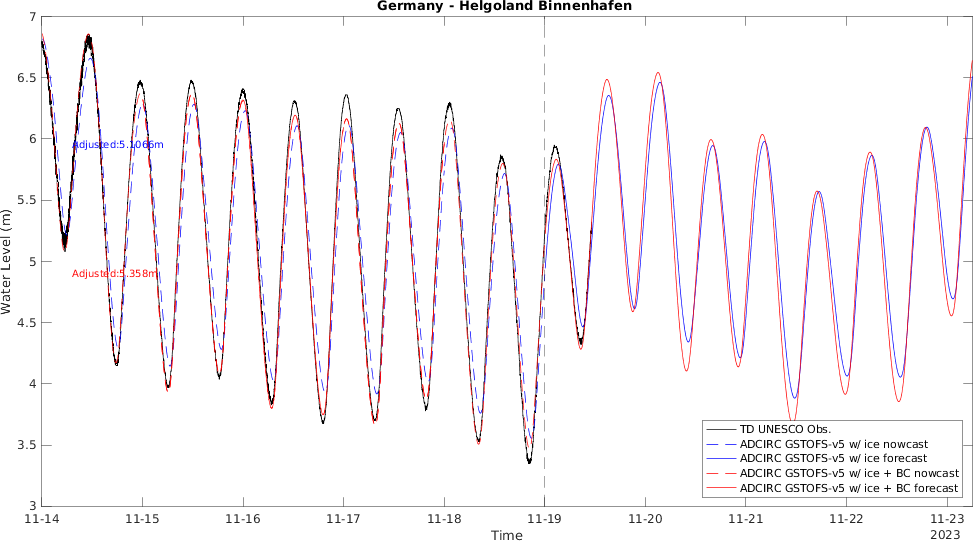 Germany - Helgoland Binnenhafen
7
6.5
6
5.5
5
4.5
4
3.5
3
Water Level (m)
Adjusted:5.1066m
Adjusted:5.358m
TD UNESCO Obs.
ADCIRC GSTOFS-v5 w/ ice nowcast
ADCIRC GSTOFS-v5 w/ ice forecast
ADCIRC GSTOFS-v5 w/ ice + BC nowcast
ADCIRC GSTOFS-v5 w/ ice + BC forecast
11-14 11-15 11-16 11-17 11-18 11-19 11-20 11-21 11-22 11-23
Time
2023